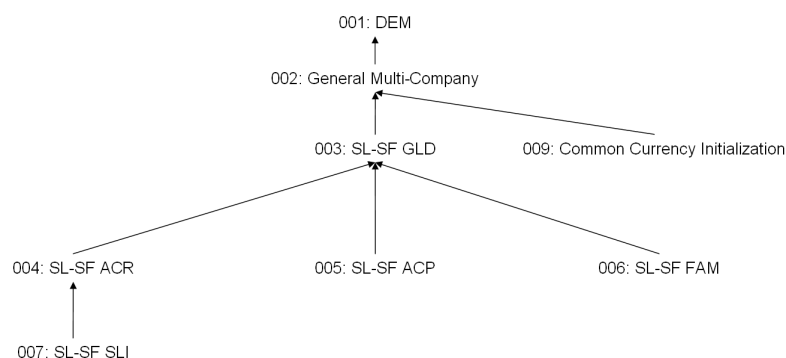 001: DEM
002: General Multi-Company
003: SL-SF GLD
009: Common Currency Initialization
004: SL-SF ACR
005: SL-SF ACP
006: SL-SF FAM
007: SL-SF SLI